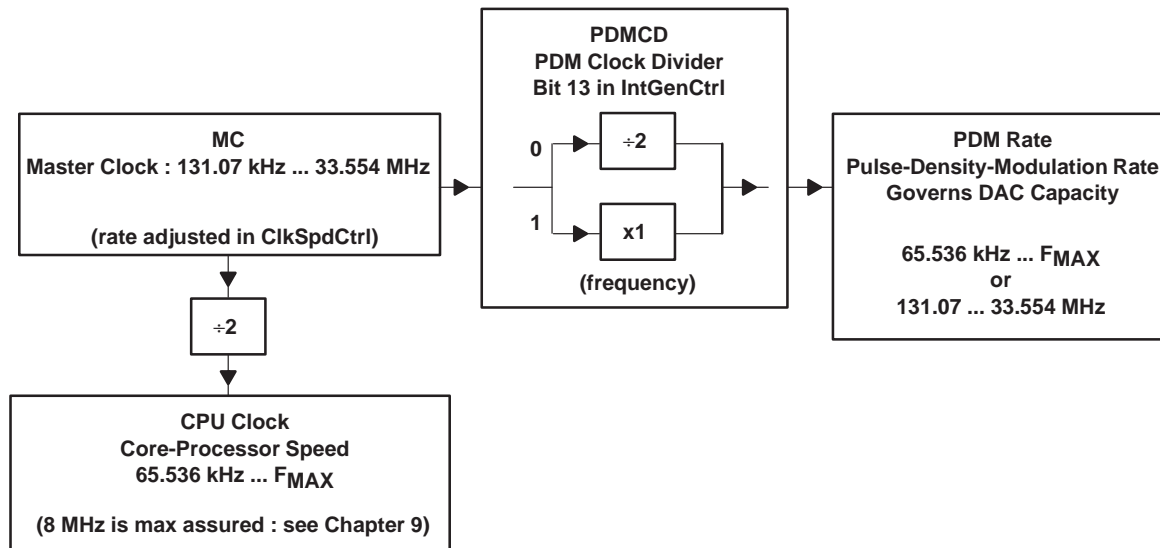 MC
Master Clock : 131.07 kHz ... 33.554 MHz
(rate adjusted in ClkSpdCtrl)
÷2
CPU Clock
Core-Processor Speed
65.536 kHz ... FMAX
(8 MHz is max assured : see Chapter 9)
PDMCD
PDM Clock Divider
Bit 13 in IntGenCtrl
0
÷2
1
x1
(frequency)
PDM Rate
Pulse-Density-Modulation Rate
Governs DAC Capacity
65.536 kHz ... FMAX
or
131.07 ... 33.554 MHz